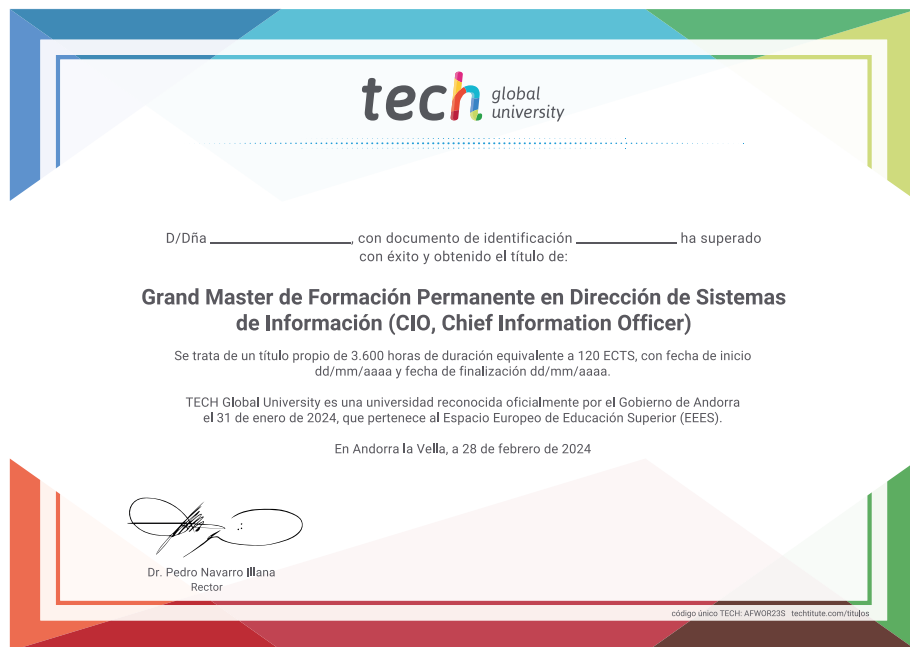 tech global university
D/Dña ________________, con documento de identificación ____________ ha superado
con éxito y obtenido el título de:
Grand Master de Formación Permanente en Dirección de Sistemas
de Información (CIO, Chief Information Officer)
Se trata de un título propio de 3.600 horas de duración equivalente a 120 ECTS, con fecha de inicio
dd/mm/aaaa y fecha de finalización dd/mm/aaaa.
TECH Global University es una universidad reconocida oficialmente por el Gobierno de Andorra
el 31 de enero de 2024, que pertenece al Espacio Europeo de Educación Superior (EEES).
En Andorra la Vella, a 28 de febrero de 2024
Dr. Pedro Navarro Illana
Rector
código único TECH: AFWOR23S techtitute.com/titulos